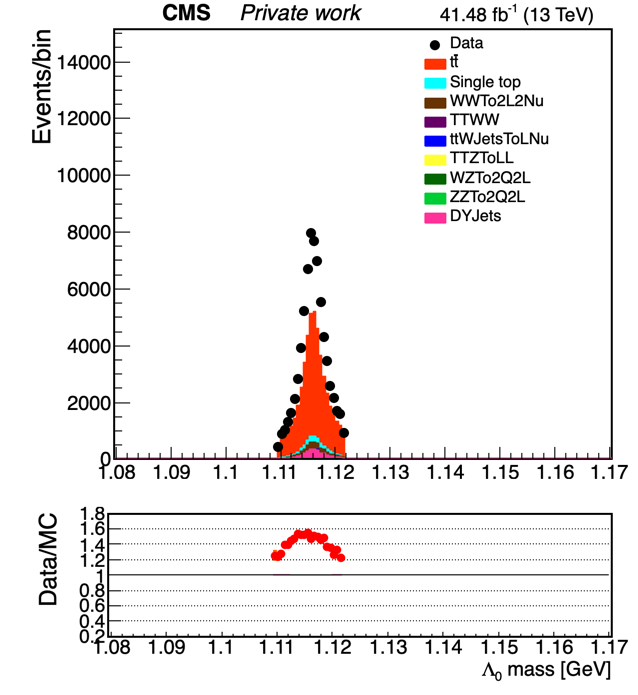 CMS Private work 41.48 fb⁻¹ (13 TeV)
Events/bin
14000
12000
10000
8000
6000
4000
2000
0
Data
tt̄
Single top
WWTo2L2Nu
TTWW
ttWJetsToLNu
TTZToLL
WZTo2Q2L
ZZTo2Q2L
DYJets
1.08 1.09 1.1 1.11 1.12 1.13 1.14 1.15 1.16 1.17
Data/MC
1.8
1.6
1.4
1.2
1
0.8
0.6
0.4
0.2
1.08 1.09 1.1 1.11 1.12 1.13 1.14 1.15 1.16 1.17
Λ₀ mass [GeV]